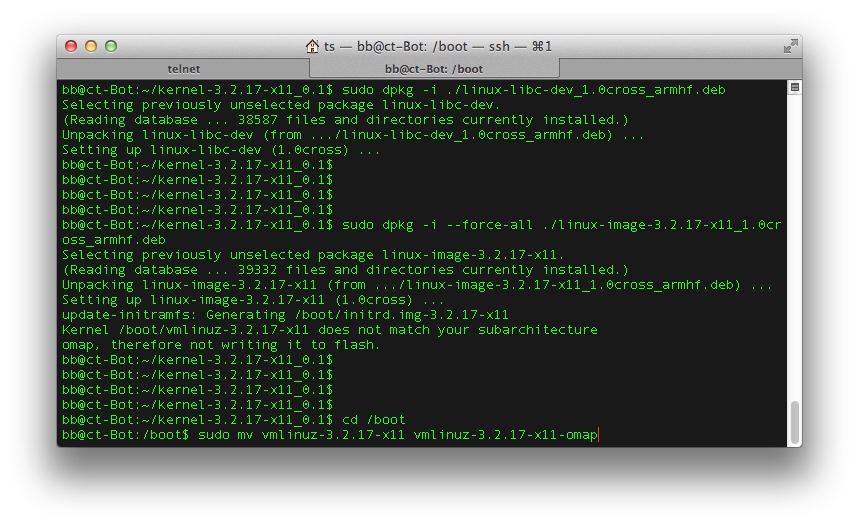 ts — bb@ct-Bot: /boot — ssh — ⌘1
telnet
bb@ct-Bot: /boot
bb@ct-Bot:~/kernel-3.2.17-x11_0.1$ sudo dpkg -i ./linux-libc-dev_1.0cross_armhf.deb
Selecting previously unselected package linux-libc-dev.
(Reading database ... 38587 files and directories currently installed.)
Unpacking linux-libc-dev (from .../linux-libc-dev_1.0cross_armhf.deb) ...
Setting up linux-libc-dev (1.0cross) ...
bb@ct-Bot:~/kernel-3.2.17-x11_0.1$
bb@ct-Bot:~/kernel-3.2.17-x11_0.1$
bb@ct-Bot:~/kernel-3.2.17-x11_0.1$
bb@ct-Bot:~/kernel-3.2.17-x11_0.1$
bb@ct-Bot:~/kernel-3.2.17-x11_0.1$ sudo dpkg -i --force-all ./linux-image-3.2.17-x11_1.0cr
oss_armhf.deb
Selecting previously unselected package linux-image-3.2.17-x11.
(Reading database ... 39332 files and directories currently installed.)
Unpacking linux-image-3.2.17-x11 (from .../linux-image-3.2.17-x11_1.0cross_armhf.deb) ...
Setting up linux-image-3.2.17-x11 (1.0cross) ...
update-initramfs: Generating /boot/initrd.img-3.2.17-x11
Kernel /boot/vmlinuz-3.2.17-x11 does not match your subarchitecture
omap, therefore not writing it to flash.
bb@ct-Bot:~/kernel-3.2.17-x11_0.1$
bb@ct-Bot:~/kernel-3.2.17-x11_0.1$
bb@ct-Bot:~/kernel-3.2.17-x11_0.1$
bb@ct-Bot:~/kernel-3.2.17-x11_0.1$
bb@ct-Bot:~/kernel-3.2.17-x11_0.1$ cd /boot
bb@ct-Bot:/boot$ sudo mv vmlinuz-3.2.17-x11 vmlinuz-3.2.17-x11-omap